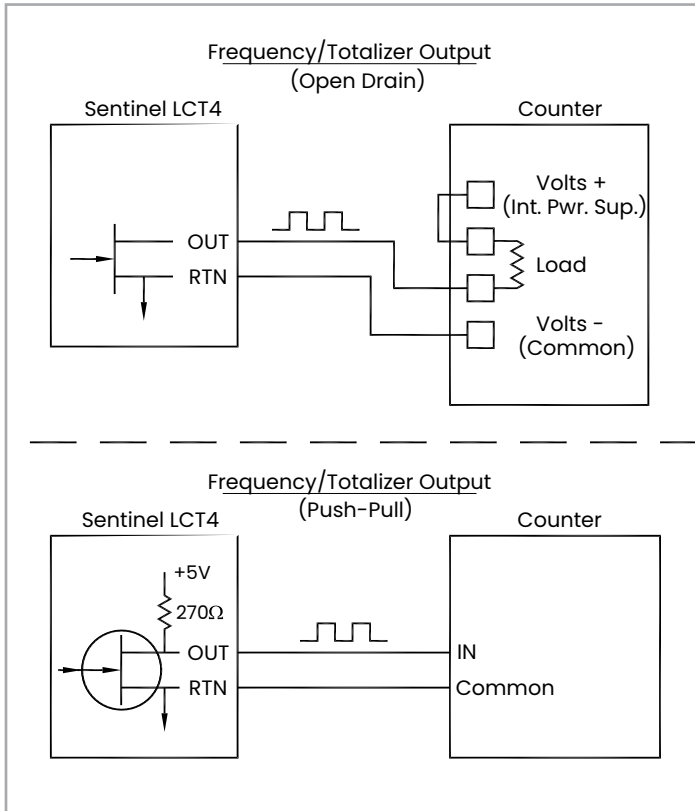 Frequency/Totalizer Output
(Open Drain)
Sentinel LCT4
Counter
OUT
RTN
Volts +
(Int. Pwr. Sup.)
Load
Volts -
(Common)
Frequency/Totalizer Output
(Push-Pull)
Sentinel LCT4
Counter
+5V
270Ω
OUT
RTN
IN
Common